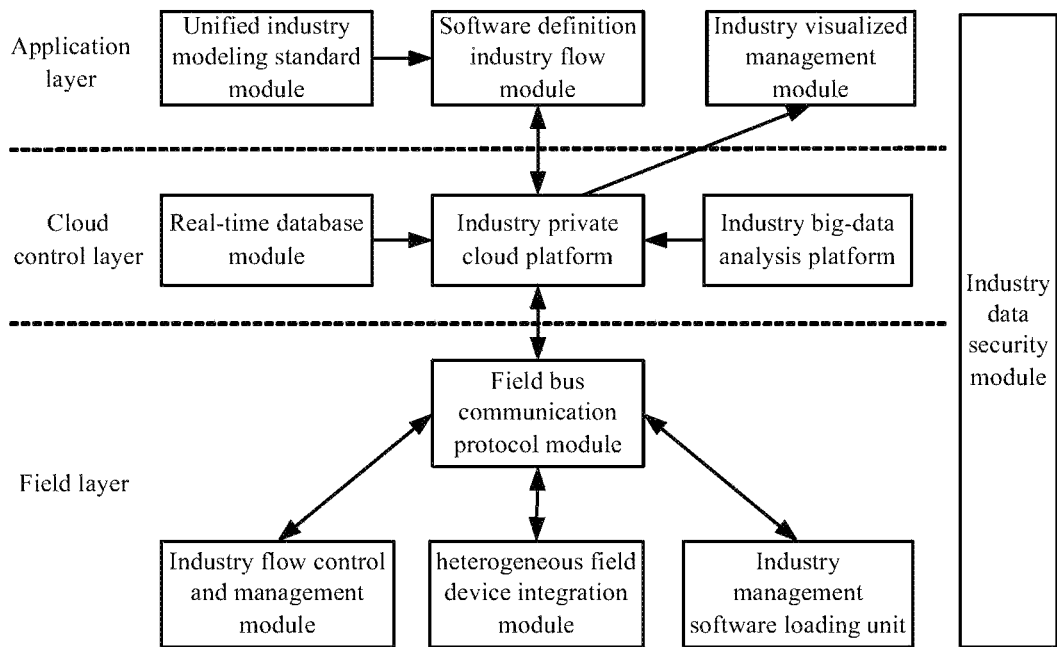 Application
layer
Unified industry
modeling standard
module
Software definition
industry flow
module
Industry visualized
management
module
Cloud
control layer
Real-time database
module
Industry private
cloud platform
Industry big-data
analysis platform
Industry
data
security
module
Field layer
Field bus
communication
protocol module
Industry flow control
and management
module
heterogeneous field
device integration
module
Industry
management
software loading unit